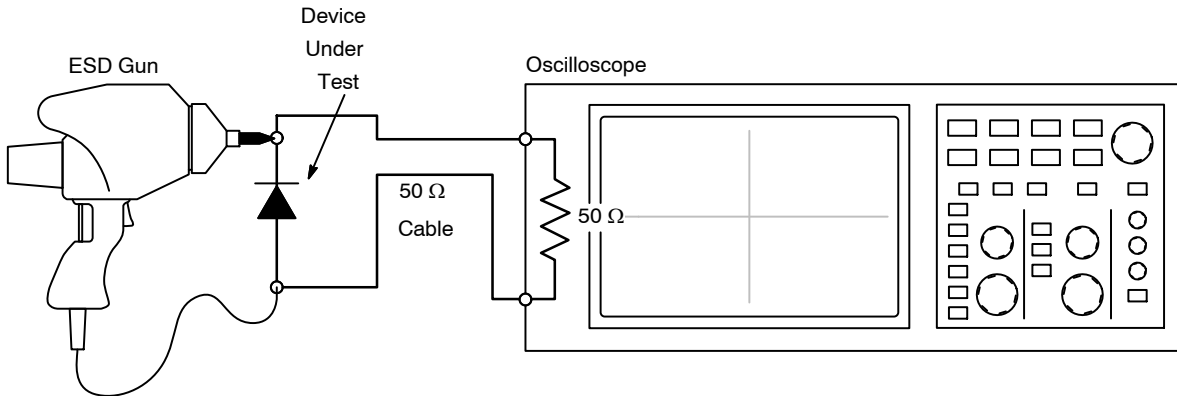 Device
Under
Test
ESD Gun
Oscilloscope
50 Ω
Cable
50 Ω